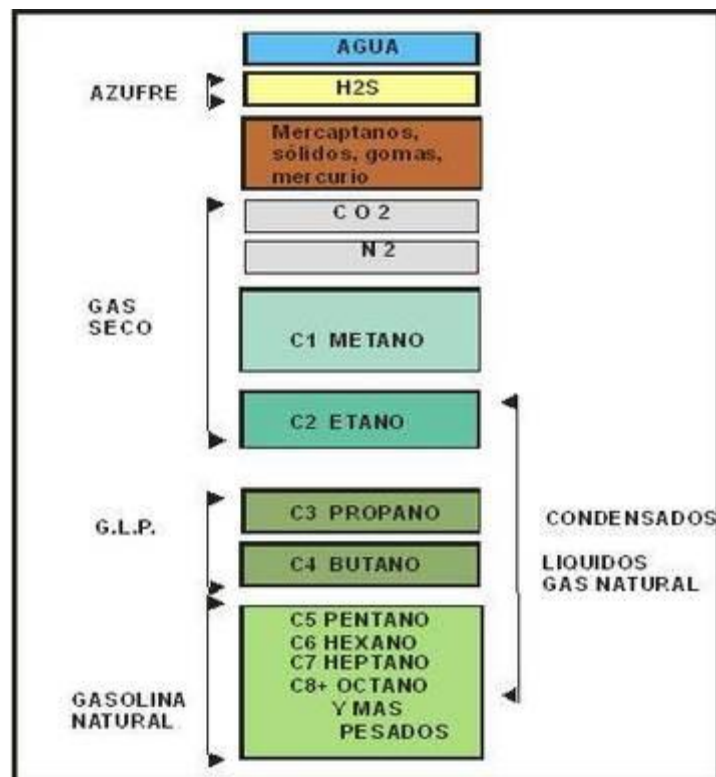 AGUA
AZUFRE
H2S
Mercaptanos,
sólidos, gomas,
mercurio
C O 2
N 2
GAS
SECO
C1 METANO
C2 ETANO
G.L.P.
C3 PROPANO
C4 BUTANO
CONDENSADOS
LIQUIDOS
GAS NATURAL
GASOLINA
NATURAL
C5 PENTANO
C6 HEXANO
C7 HEPTANO
C8+ OCTANO
Y MAS
PESADOS